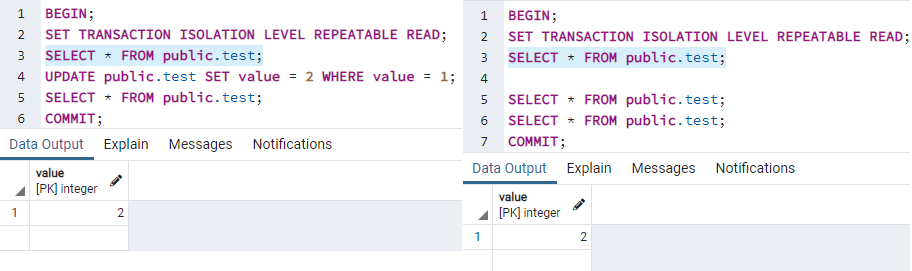 1 BEGIN;
2 SET TRANSACTION ISOLATION LEVEL REPEATABLE READ;
3 SELECT * FROM public.test;
4 UPDATE public.test SET value = 2 WHERE value = 1;
5 SELECT * FROM public.test;
6 COMMIT;
Data Output Explain Messages Notifications
value
[PK] integer
1 2
1 BEGIN;
2 SET TRANSACTION ISOLATION LEVEL REPEATABLE READ;
3 SELECT * FROM public.test;
4
5 SELECT * FROM public.test;
6 SELECT * FROM public.test;
7 COMMIT;
Data Output Explain Messages Notifications
value
[PK] integer
1 2